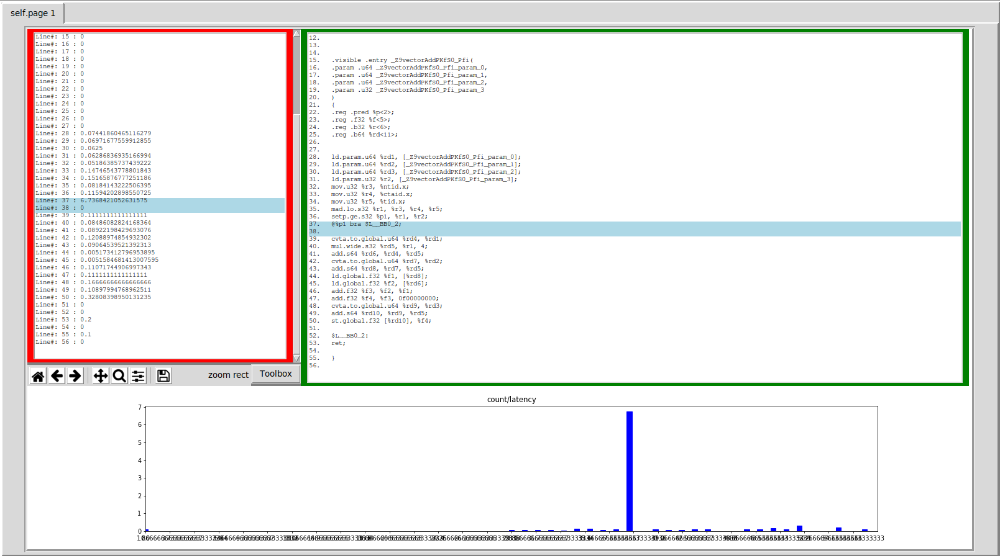 self.page 1
Line#: 15 : 0
Line#: 16 : 0
Line#: 17 : 0
Line#: 18 : 0
Line#: 19 : 0
Line#: 20 : 0
Line#: 21 : 0
Line#: 22 : 0
Line#: 23 : 0
Line#: 24 : 0
Line#: 25 : 0
Line#: 26 : 0
Line#: 27 : 0
Line#: 28 : 0.07441860465116279
Line#: 29 : 0.06971677559912855
Line#: 30 : 0.0625
Line#: 31 : 0.06286836935166994
Line#: 32 : 0.05186385737439222
Line#: 33 : 0.14746543778801843
Line#: 34 : 0.15165876777251186
Line#: 35 : 0.08184143222506395
Line#: 36 : 0.11594202898550725
Line#: 37 : 6.7368421052631575
Line#: 38 : 0
Line#: 39 : 0.1111111111111111
Line#: 40 : 0.08486082824168364
Line#: 41 : 0.08922198429693076
Line#: 42 : 0.12088974854932302
Line#: 43 : 0.09064539521392313
Line#: 44 : 0.005173412796953895
Line#: 45 : 0.0051584681413007595
Line#: 46 : 0.11071744906997343
Line#: 47 : 0.1111111111111111
Line#: 48 : 0.16666666666666666
Line#: 49 : 0.10897994768962511
Line#: 50 : 0.32808398950131235
Line#: 51 : 0
Line#: 52 : 0
Line#: 53 : 0.2
Line#: 54 : 0
Line#: 55 : 0.1
Line#: 56 : 0
12.
13.
14.
15. .visible .entry _Z9vectorAddPKfS0_Pfi(
16. .param .u64 _Z9vectorAddPKfS0_Pfi_param_0,
17. .param .u64 _Z9vectorAddPKfS0_Pfi_param_1,
18. .param .u64 _Z9vectorAddPKfS0_Pfi_param_2,
19. .param .u32 _Z9vectorAddPKfS0_Pfi_param_3
20. )
21. {
22. .reg .pred %p<2>;
23. .reg .f32 %f<5>;
24. .reg .b32 %r<6>;
25. .reg .b64 %rd<11>;
26.
27.
28. ld.param.u64 %rd1, [_Z9vectorAddPKfS0_Pfi_param_0];
29. ld.param.u64 %rd2, [_Z9vectorAddPKfS0_Pfi_param_1];
30. ld.param.u64 %rd3, [_Z9vectorAddPKfS0_Pfi_param_2];
31. ld.param.u32 %r2, [_Z9vectorAddPKfS0_Pfi_param_3];
32. mov.u32 %r3, %ntid.x;
33. mov.u32 %r4, %ctaid.x;
34. mov.u32 %r5, %tid.x;
35. mad.lo.s32 %r1, %r3, %r4, %r5;
36. setp.ge.s32 %p1, %r1, %r2;
37. @%p1 bra $L__BB0_2;
38.
39. cvta.to.global.u64 %rd4, %rd1;
40. mul.wide.s32 %rd5, %r1, 4;
41. add.s64 %rd6, %rd4, %rd5;
42. cvta.to.global.u64 %rd7, %rd2;
43. add.s64 %rd8, %rd7, %rd5;
44. ld.global.f32 %f1, [%rd8];
45. ld.global.f32 %f2, [%rd6];
46. add.f32 %f3, %f2, %f1;
47. add.f32 %f4, %f3, 0f00000000;
48. cvta.to.global.u64 %rd9, %rd3;
49. add.s64 %rd10, %rd9, %rd5;
50. st.global.f32 [%rd10], %f4;
51.
52. $L__BB0_2:
53. ret;
54.
55. }
56.
zoom rect
Toolbox
count/latency
7
6
5
4
3
2
1
0